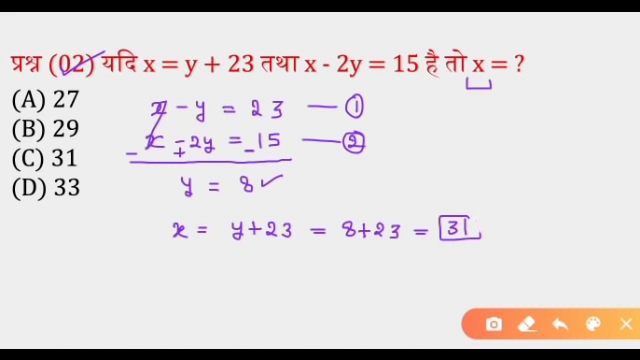 प्रश्न (02) यदि x = y + 23 तथा x - 2y = 15 है तो x = ?
(A) 27
(B) 29
(C) 31
(D) 33
x - y = 23 — ①
x - 2y = 15 — ②
- + -
y = 8 ✓
x = y + 23 = 8 + 23 = 31